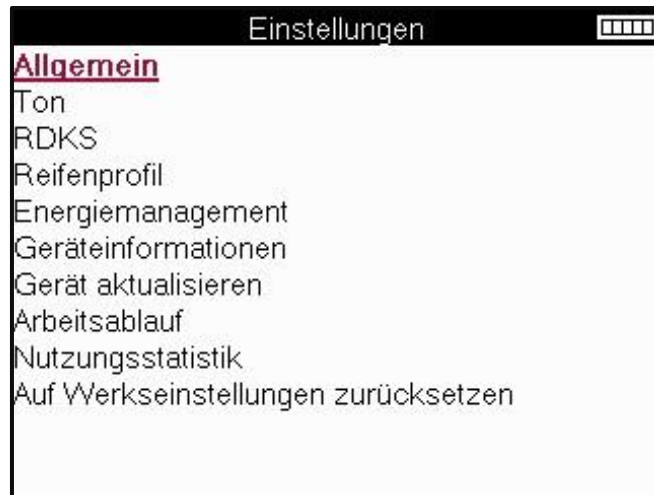 Einstellungen
Allgemein
Ton
RDKS
Reifenprofil
Energiemanagement
Geräteinformationen
Gerät aktualisieren
Arbeitsablauf
Nutzungsstatistik
Auf Werkseinstellungen zurücksetzen